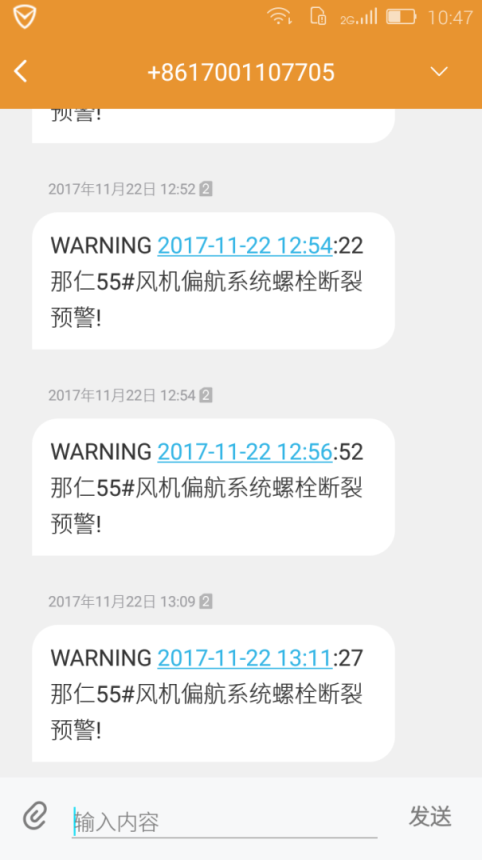 2G 10:47
+8617001107705
预警!
2017年11月22日 12:52 2
WARNING 2017-11-22 12:54:22
那仁55#风机偏航系统螺栓断裂
预警!
2017年11月22日 12:54 2
WARNING 2017-11-22 12:56:52
那仁55#风机偏航系统螺栓断裂
预警!
2017年11月22日 13:09 2
WARNING 2017-11-22 13:11:27
那仁55#风机偏航系统螺栓断裂
预警!
输入内容 发送